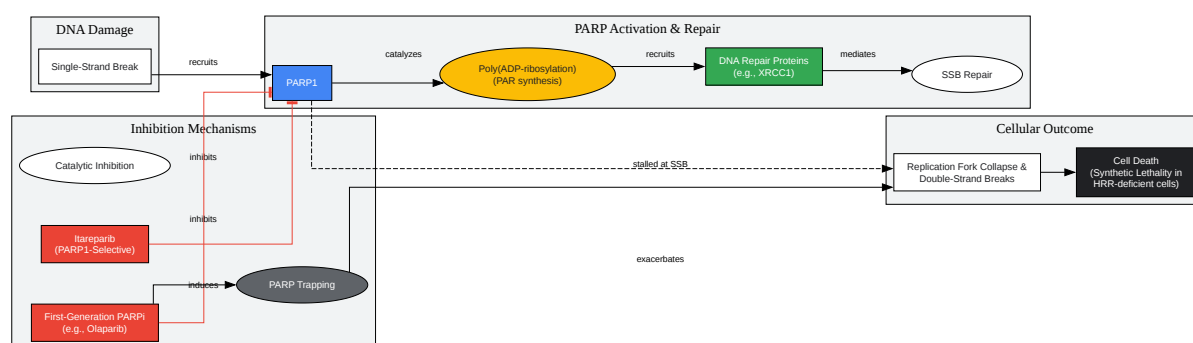 DNA Damage
Single-Strand Break
recruits
PARP Activation & Repair
PARP1
catalyzes
Poly(ADP-ribosylation)
(PAR synthesis)
recruits
DNA Repair Proteins
(e.g., XRCC1)
mediates
SSB Repair
Inhibition Mechanisms
Catalytic Inhibition
inhibits
inhibits
Itareparib
(PARP1-Selective)
First-Generation PARPi
(e.g., Olaparib)
induces
PARP Trapping
stalled at SSB
exacerbates
Cellular Outcome
Replication Fork Collapse &
Double-Strand Breaks
Cell Death
(Synthetic Lethality in
HRR-deficient cells)